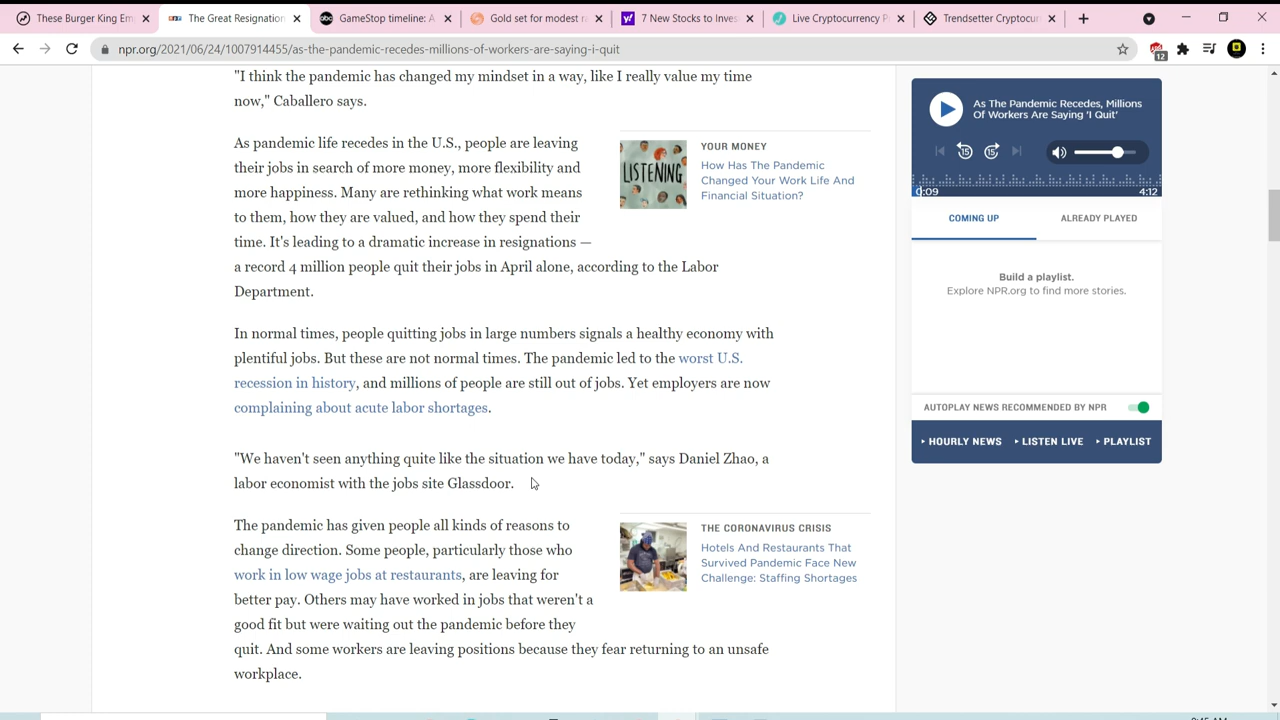 These Burger King Em
The Great Resignation
GameStop timeline: A
Gold set for modest r
7 New Stocks to Inves
Live Cryptocurrency P
Trendsetter Cryptocur
npr.org/2021/06/24/1007914455/as-the-pandemic-recedes-millions-of-workers-are-saying-i-quit
12
"I think the pandemic has changed my mindset in a way, like I really value my time
now," Caballero says.
As pandemic life recedes in the U.S., people are leaving
their jobs in search of more money, more flexibility and
more happiness. Many are rethinking what work means
to them, how they are valued, and how they spend their
time. It's leading to a dramatic increase in resignations —
a record 4 million people quit their jobs in April alone, according to the Labor
Department.
LISTENING
YOUR MONEY
How Has The Pandemic
Changed Your Work Life And
Financial Situation?
In normal times, people quitting jobs in large numbers signals a healthy economy with
plentiful jobs. But these are not normal times. The pandemic led to the worst U.S.
recession in history, and millions of people are still out of jobs. Yet employers are now
complaining about acute labor shortages.
"We haven't seen anything quite like the situation we have today," says Daniel Zhao, a
labor economist with the jobs site Glassdoor.
The pandemic has given people all kinds of reasons to
change direction. Some people, particularly those who
work in low wage jobs at restaurants, are leaving for
better pay. Others may have worked in jobs that weren't a
good fit but were waiting out the pandemic before they
quit. And some workers are leaving positions because they fear returning to an unsafe
workplace.
THE CORONAVIRUS CRISIS
Hotels And Restaurants That
Survived Pandemic Face New
Challenge: Staffing Shortages
As The Pandemic Recedes, Millions
Of Workers Are Saying 'I Quit'
15
15
0:09
4:12
COMING UP
ALREADY PLAYED
Build a playlist.
Explore NPR.org to find more stories.
AUTOPLAY NEWS RECOMMENDED BY NPR
HOURLY NEWS
LISTEN LIVE
PLAYLIST